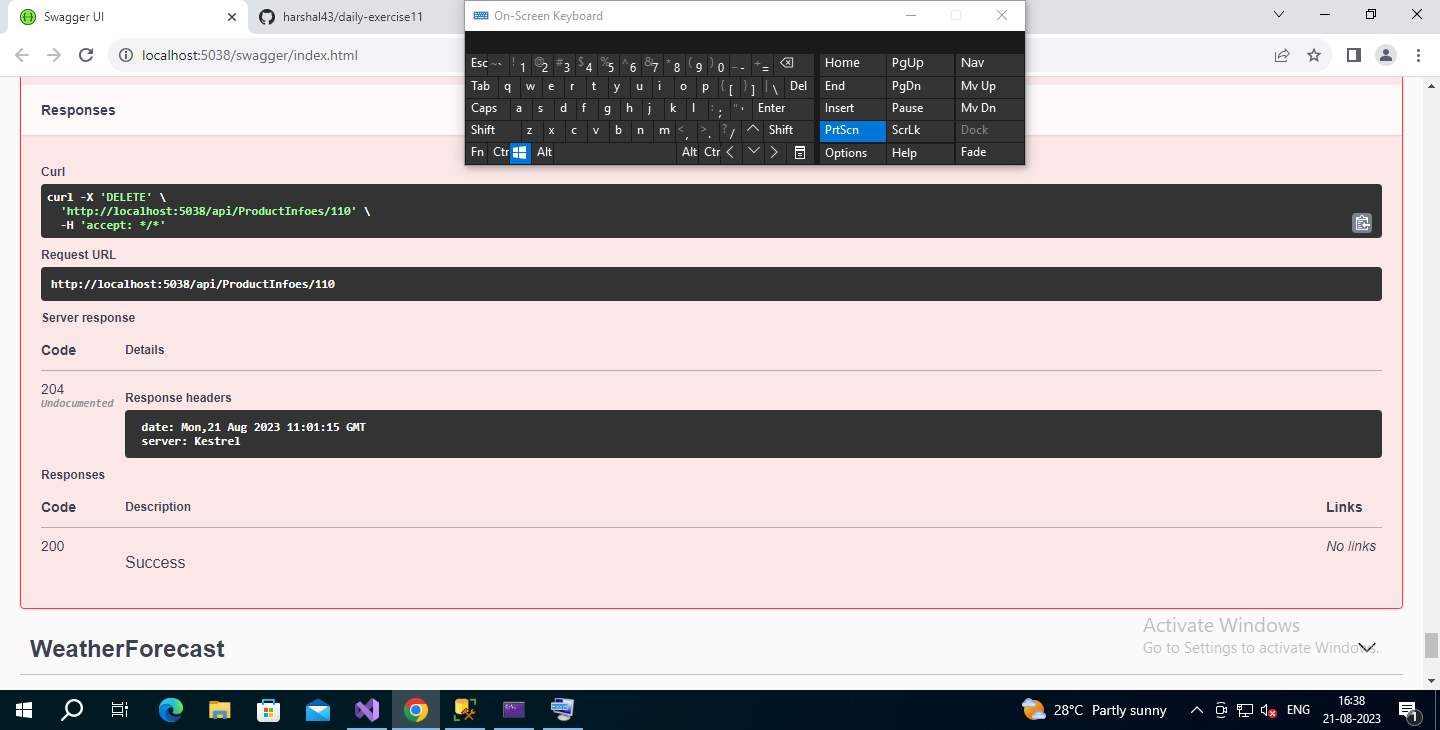 Swagger UI
harshal43/daily-exercise11
On-Screen Keyboard
localhost:5038/swagger/index.html
Esc ~ ` ! 1 @ 2 # 3 $ 4 % 5 ^ 6 & 7 * 8 ( 9 ) 0 _ - + = Home PgUp Nav
Tab q w e r t y u i o p { [ } ] | \ Del End PgDn Mv Up
Caps a s d f g h j k l : ; " ' Enter Insert Pause Mv Dn
Shift z x c v b n m < , > . ? / Shift PrtScn ScrLk Dock
Fn Ctr Alt Alt Ctr Options Help Fade
Responses
Curl
curl -X 'DELETE' \
'http://localhost:5038/api/ProductInfoes/110' \
-H 'accept: */*'
Request URL
http://localhost:5038/api/ProductInfoes/110
Server response
Code Details
204
Undocumented
Response headers
date: Mon,21 Aug 2023 11:01:15 GMT
server: Kestrel
Responses
Code Description Links
200 No links
Success
WeatherForecast
Activate Windows
Go to Settings to activate Windows.
28°C Partly sunny
ENG
16:38
21-08-2023
1